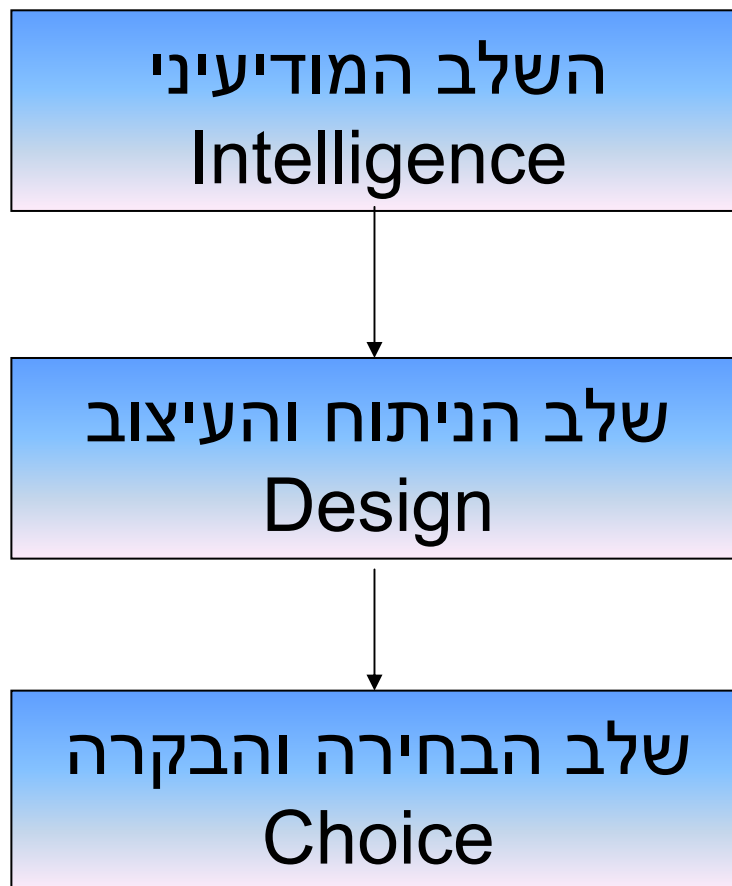 השלב המודיעיני
Intelligence
שלב הניתוח והעיצוב
Design
שלב הבחירה והבקרה
Choice